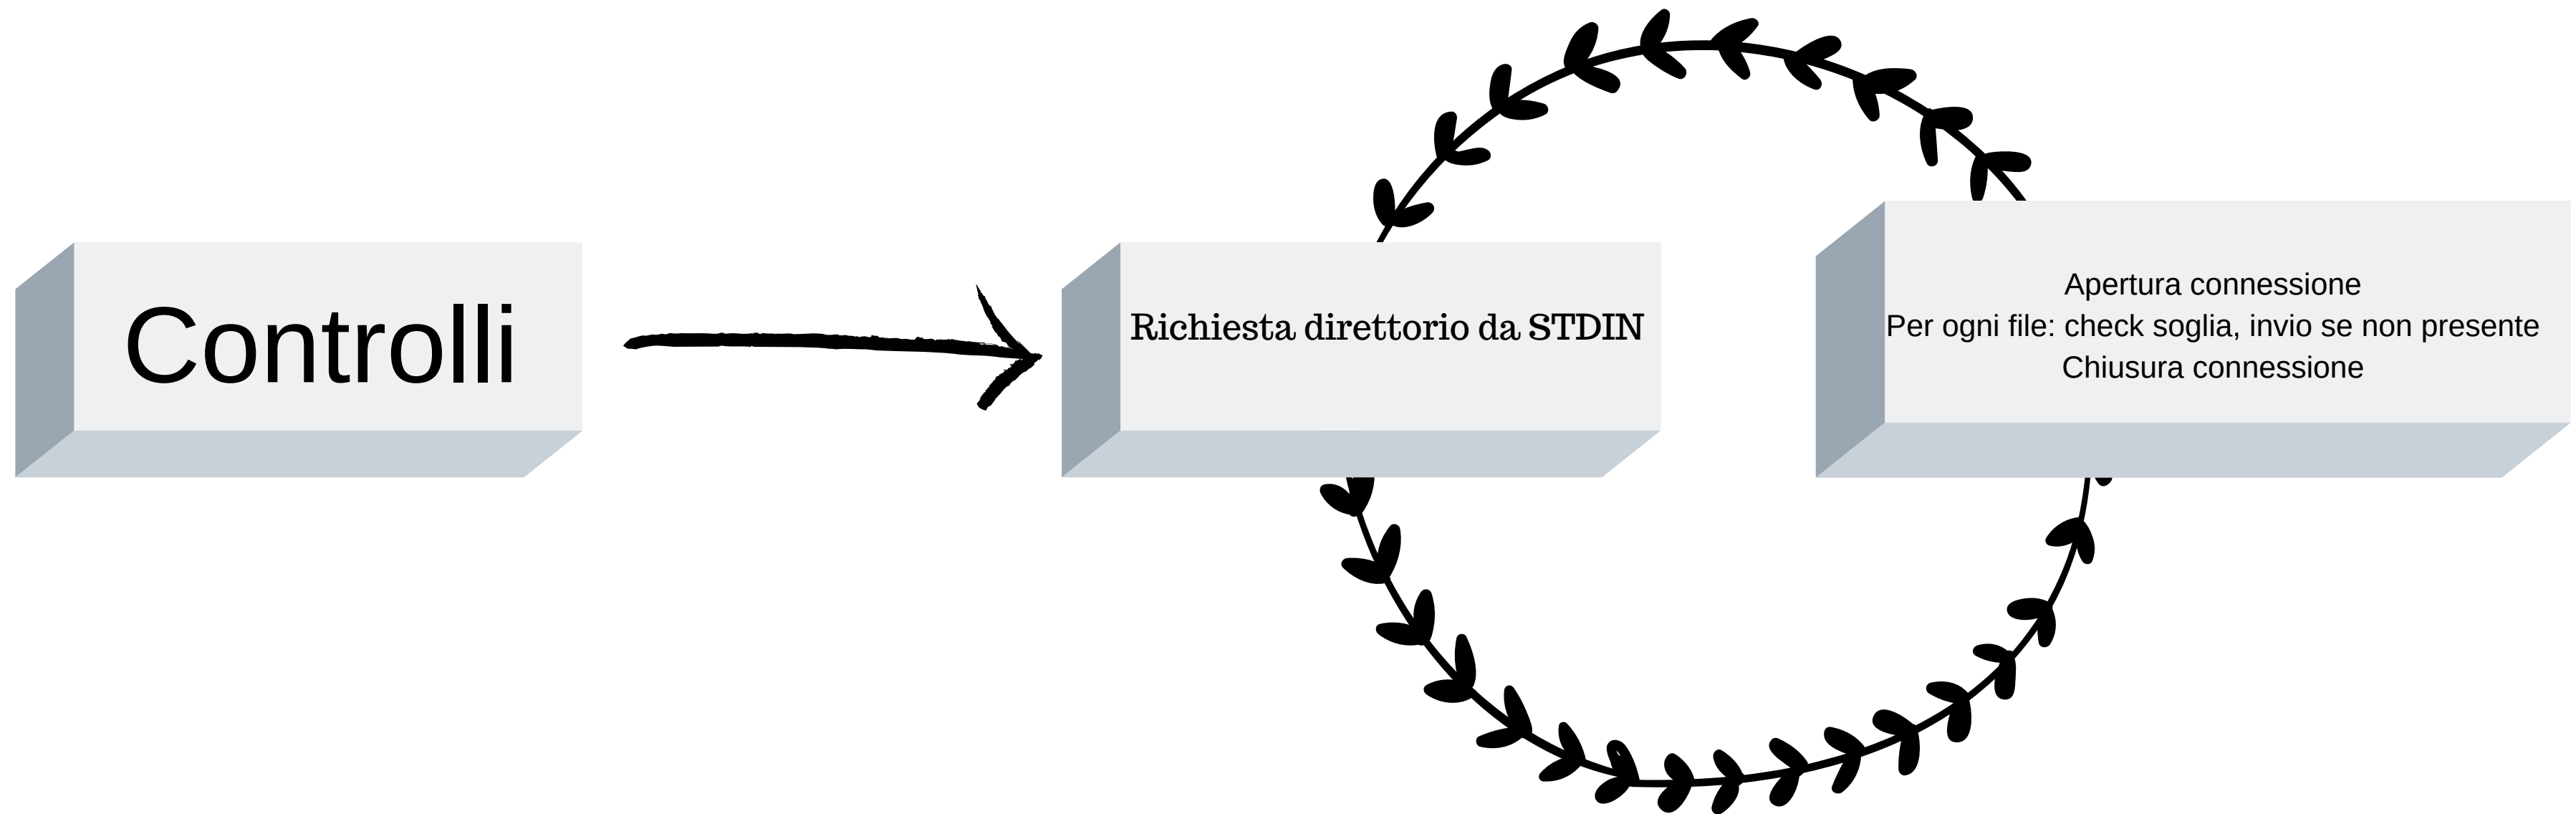 Controlli
Richiesta direttorio da STDIN
Apertura connessione
Per ogni file: check soglia, invio se non presente
Chiusura connessione